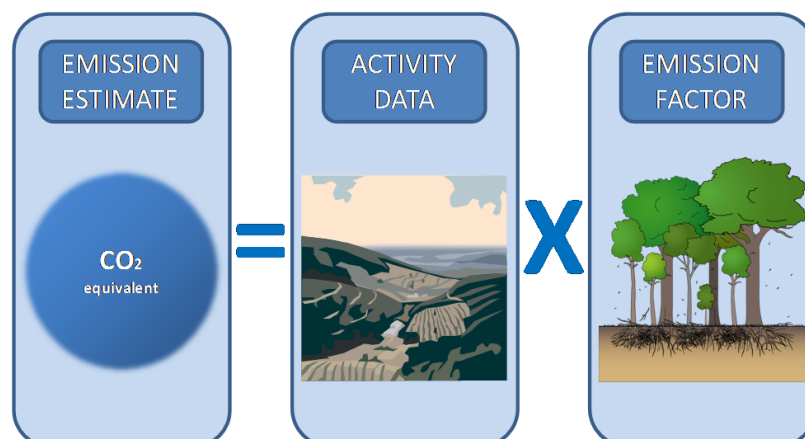 EMISSION
ESTIMATE
CO₂
equivalent
=
ACTIVITY
DATA
X
EMISSION
FACTOR